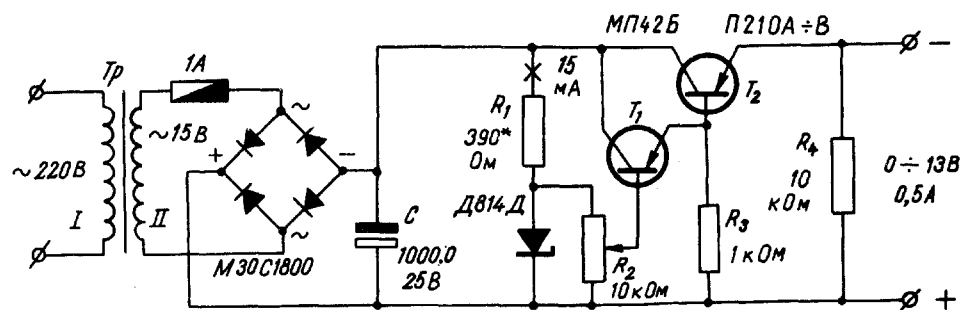 МП42Б
П210А÷В
Тр
1А
~220В
I
~15В
II
~
+
−
~
М30С1800
С
1000,0
25В
15
мА
R1
390*
Ом
Д814Д
R2
10кОм
T1
T2
R3
1кОм
R4
10
кОм
−
0÷13В
0,5А
+